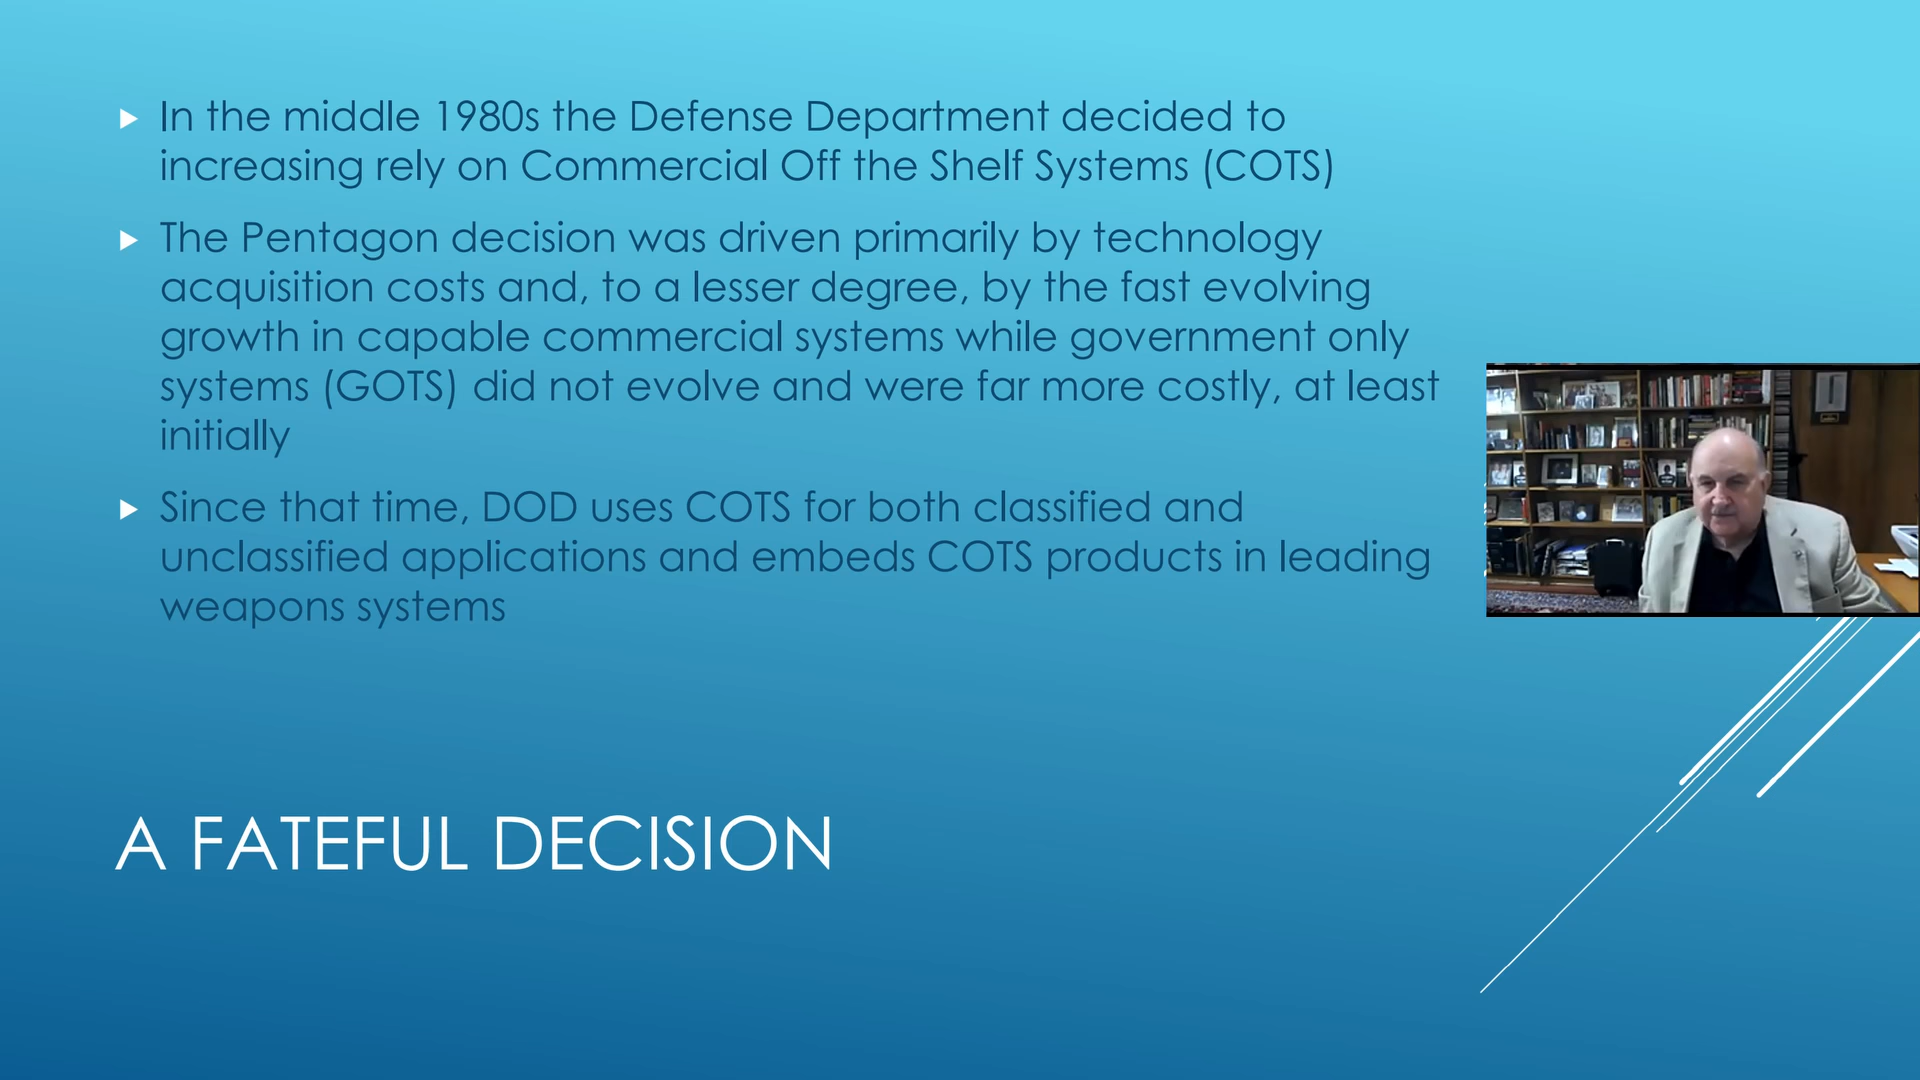 In the middle 1980s the Defense Department decided to
increasing rely on Commercial Off the Shelf Systems (COTS)
The Pentagon decision was driven primarily by technology
acquisition costs and, to a lesser degree, by the fast evolving
growth in capable commercial systems while government only
systems (GOTS) did not evolve and were far more costly, at least
initially
Since that time, DOD uses COTS for both classified and
unclassified applications and embeds COTS products in leading
weapons systems
A FATEFUL DECISION